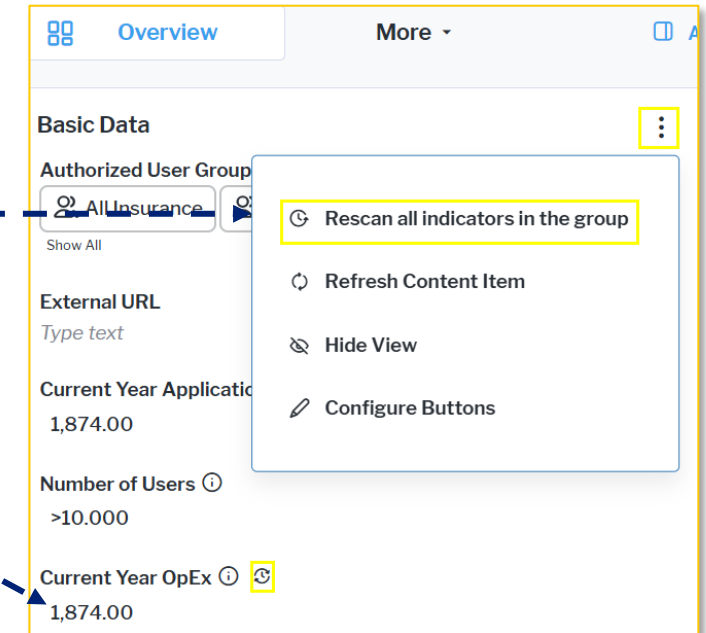 Overview
More
A
Basic Data
Authorized User Group
AllInsurance
Show All
Rescan all indicators in the group
Refresh Content Item
Hide View
Configure Buttons
External URL
Type text
Current Year Applicatio
1,874.00
Number of Users
>10.000
Current Year OpEx
1,874.00